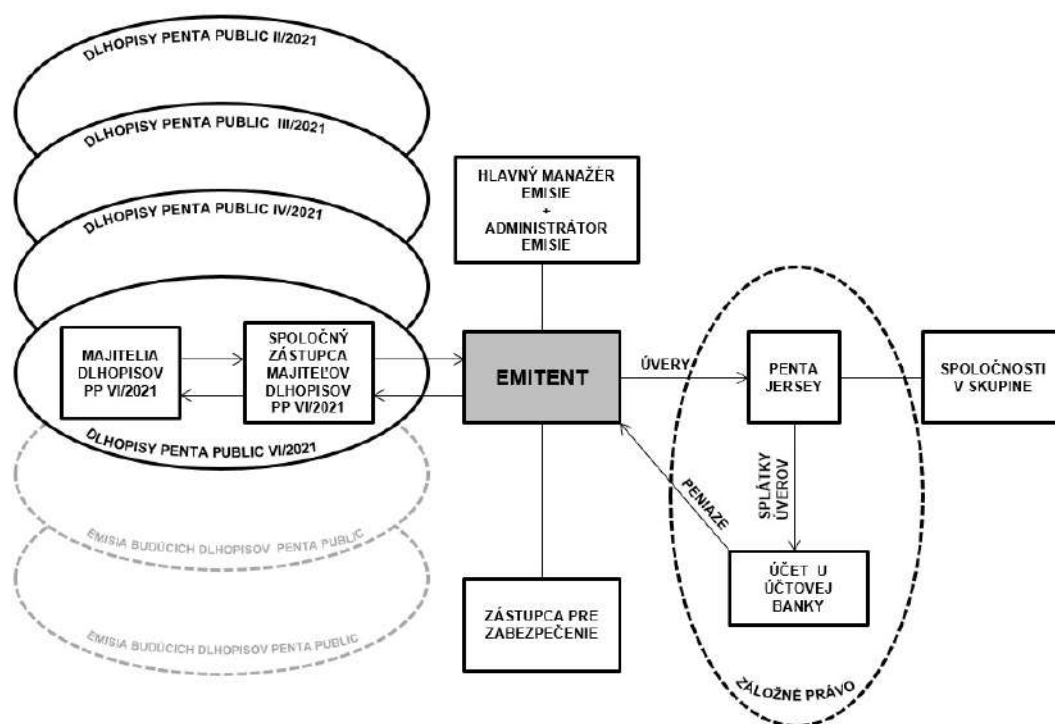 DLHOPISY PENTA PUBLIC II/2021
DLHOPISY PENTA PUBLIC III/2021
DLHOPISY PENTA PUBLIC IV/2021
HLAVNÝ MANAŽÉR
EMISIE
+
ADMINISTRÁTOR
EMISIE
MAJITELIA
DLHOPISOV
PP VI/2021
SPOLOČNÝ
ZÁSTUPCA
MAJITEĽOV
DLHOPISOV
PP VI/2021
DLHOPISY PENTA PUBLIC VI/2021
EMITENT
ÚVERY
PENTA
JERSEY
SPOLOČNOSTI
V SKUPINE
PENIAZE
SPLÁTKY
ÚVEROV
ÚČET U
ÚČTOVEJ
BANKY
ZÁLOŽNÉ PRÁVO
ZÁSTUPCA PRE
ZABEZPEČENIE
EMISIA BUDÚCICH DLHOPISOV PENTA PUBLIC
EMISIA BUDÚCICH DLHOPISOV PENTA PUBLIC